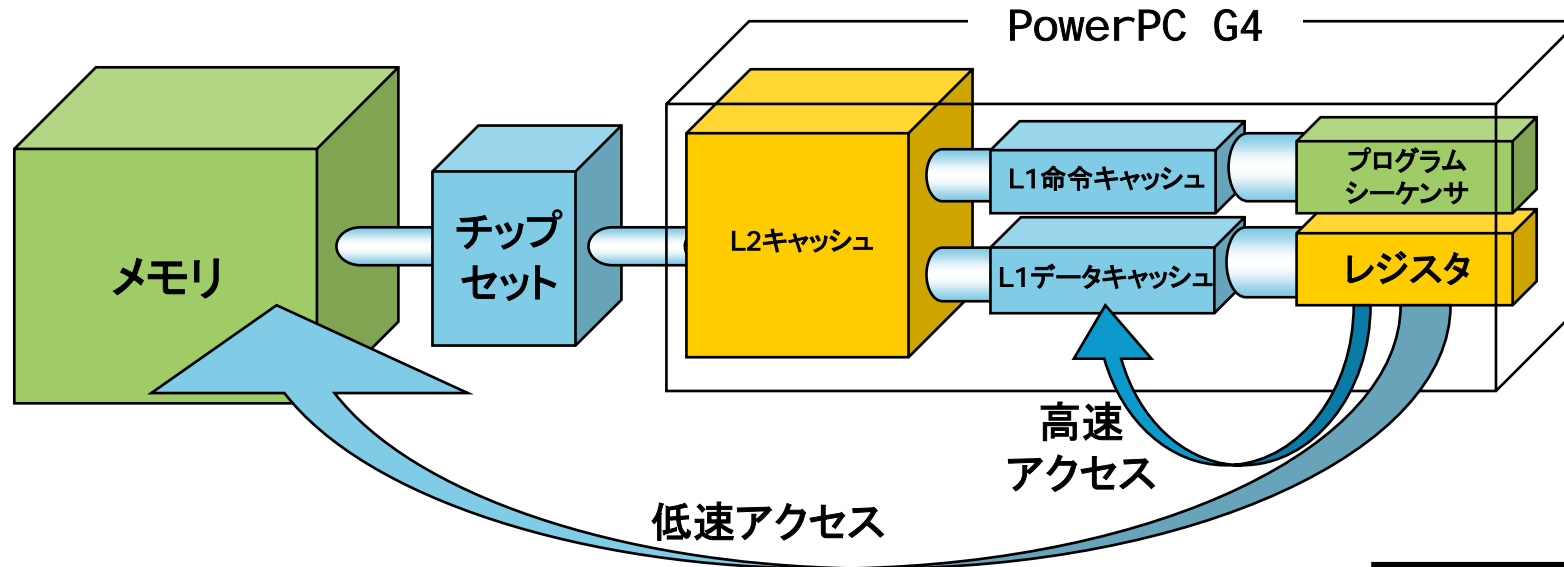 PowerPC G4
メモリ
チップ
セット
L2キャッシュ
L1命令キャッシュ
プログラム
シーケンサ
L1データキャッシュ
レジスタ
高速
アクセス
低速アクセス